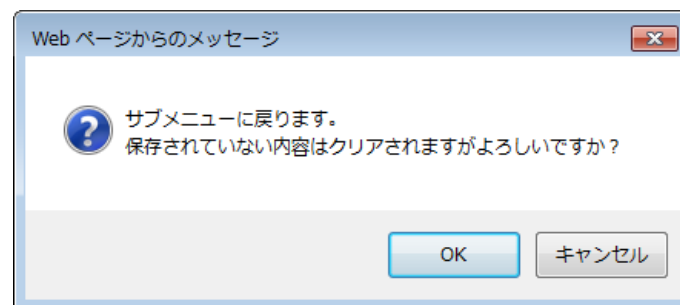 Web ページからのメッセージ
サブメニューに戻ります。
保存されていない内容はクリアされますがよろしいですか？
OK
キャンセル